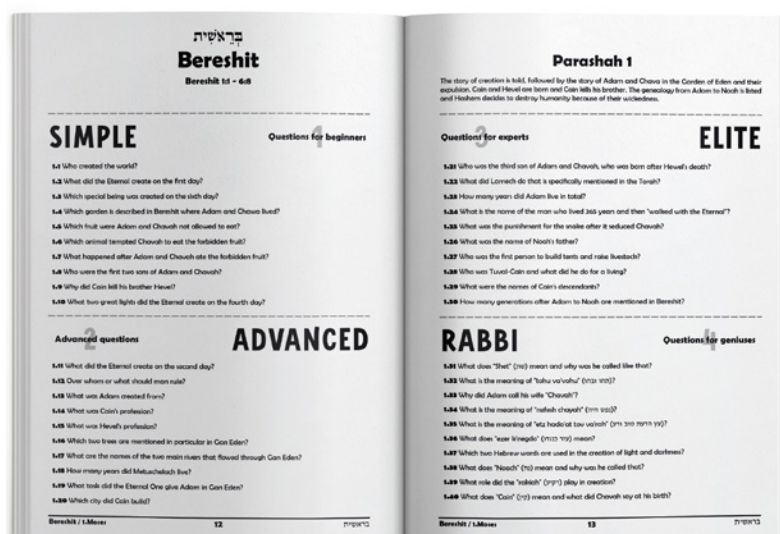 בְּרֵאשִׁית
Bereshit
Bereshit 1:1 - 6:8
SIMPLE
1
Questions for beginners
1.1 Who created the world?
1.2 What did the Eternal create on the first day?
1.3 Which special being was created on the sixth day?
1.4 Which garden is described in Bereshit where Adam and Chawa lived?
1.5 Which fruit were Adam and Chavah not allowed to eat?
1.6 Which animal tempted Chavah to eat the forbidden fruit?
1.7 What happened after Adam and Chavah ate the forbidden fruit?
1.8 Who were the first two sons of Adam and Chavah?
1.9 Why did Cain kill his brother Hevel?
1.10 What two great lights did the Eternal create on the fourth day?
2
Advanced questions
ADVANCED
1.11 What did the Eternal create on the second day?
1.12 Over whom or what should man rule?
1.13 What was Adam created from?
1.14 What was Cain's profession?
1.15 What was Hevel's profession?
1.16 Which two trees are mentioned in particular in Gan Eden?
1.17 What are the names of the two main rivers that flowed through Gan Eden?
1.18 How many years did Metuschelach live?
1.19 What task did the Eternal One give Adam in Gan Eden?
1.20 Which city did Cain build?
Bereshit / 1.Moses
12
בראשית
Parashah 1
The story of creation is told, followed by the story of Adam and Chava in the Garden of Eden and their
expulsion. Cain and Hevel are born and Cain kills his brother. The genealogy from Adam to Noah is listed
and Hashem decides to destroy humanity because of their wickedness.
3
Questions for experts
ELITE
1.21 Who was the third son of Adam and Chavah, who was born after Hewel's death?
1.22 What did Lamech do that is specifically mentioned in the Torah?
1.23 How many years did Adam live in total?
1.24 What is the name of the man who lived 365 years and then "walked with the Eternal"?
1.25 What was the punishment for the snake after it seduced Chavah?
1.26 What was the name of Noah's father?
1.27 Who was the first person to build tents and raise livestock?
1.28 Who was Tuval-Cain and what did he do for a living?
1.29 What were the names of Cain's descendants?
1.30 How many generations after Adam to Noah are mentioned in Bereshit?
RABBI
4
Questions for geniuses
1.31 What does "Shet" (שת) mean and why was he called like that?
1.32 What is the meaning of "tohu va'vohu" (תהו ובהו)?
1.33 Why did Adam call his wife "Chavah"?
1.34 What is the meaning of "nefesh chayah" (נפש חיה)?
1.35 What is the meaning of "etz hada'at tov va'rah" (עץ הדעת טוב ורע)?
1.36 What does "ezer k'negdo" (עזר כנגדו) mean?
1.37 Which two Hebrew words are used in the creation of light and darkness?
1.38 What does "Noach" (נח) mean and why was he called that?
1.39 What role did the "rakiah" (רקיע) play in creation?
1.40 What does "Cain" (קין) mean and what did Chavah say at his birth?
Bereshit / 1.Moses
13
בראשית